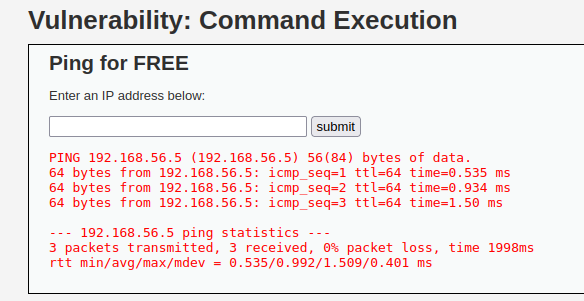 Vulnerability: Command Execution
Ping for FREE
Enter an IP address below:
submit
PING 192.168.56.5 (192.168.56.5) 56(84) bytes of data.
64 bytes from 192.168.56.5: icmp_seq=1 ttl=64 time=0.535 ms
64 bytes from 192.168.56.5: icmp_seq=2 ttl=64 time=0.934 ms
64 bytes from 192.168.56.5: icmp_seq=3 ttl=64 time=1.50 ms
--- 192.168.56.5 ping statistics ---
3 packets transmitted, 3 received, 0% packet loss, time 1998ms
rtt min/avg/max/mdev = 0.535/0.992/1.509/0.401 ms